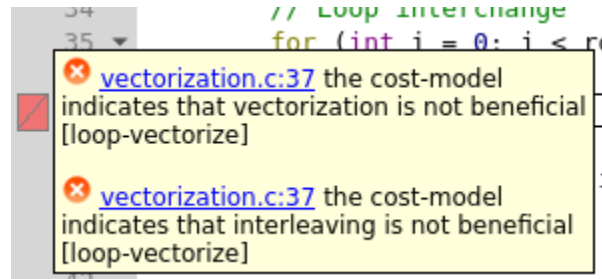 34 // Loop Interchange
35 for (int i = 0; i <
vectorization.c:37 the cost-model
indicates that vectorization is not beneficial
[loop-vectorize]
vectorization.c:37 the cost-model
indicates that interleaving is not beneficial
[loop-vectorize]